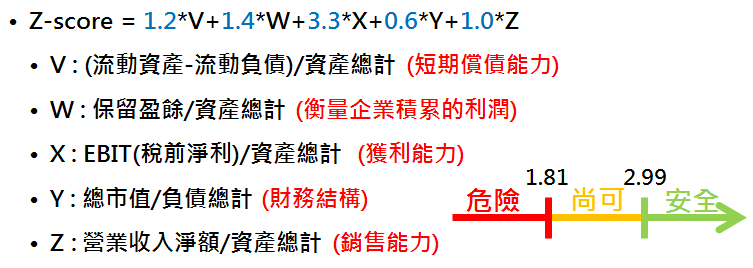 • Z-score = 1.2*V+1.4*W+3.3*X+0.6*Y+1.0*Z
• V : (流動資產-流動負債)/資產總計 (短期償債能力)
• W : 保留盈餘/資產總計 (衡量企業積累的利潤)
• X : EBIT(稅前淨利)/資產總計 (獲利能力)
• Y : 總市值/負債總計 (財務結構)
• Z : 營業收入淨額/資產總計 (銷售能力)
1.81 2.99
危險 尚可 安全